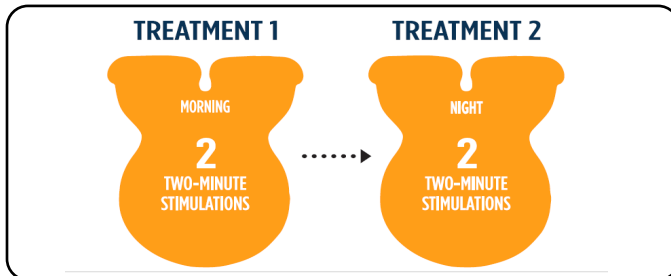 TREATMENT 1
TREATMENT 2
MORNING
2
TWO-MINUTE
STIMULATIONS
NIGHT
2
TWO-MINUTE
STIMULATIONS